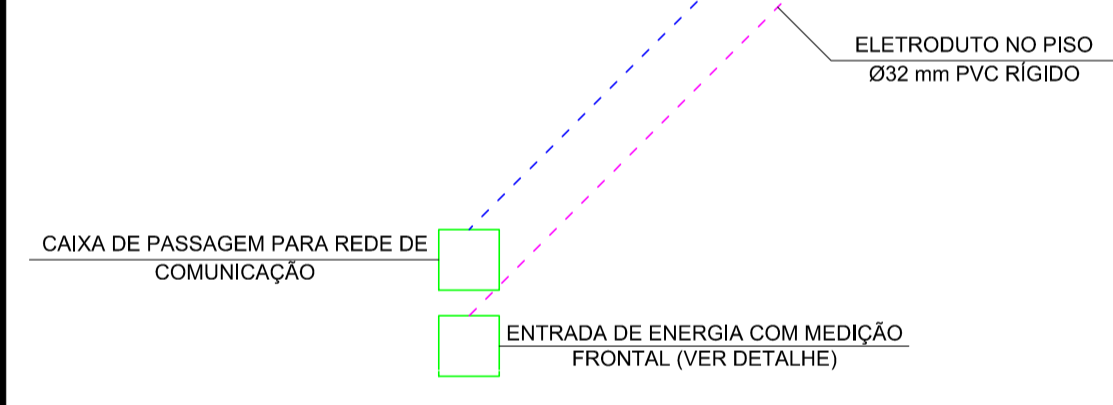 ELETRODUTO NO PISO
Ø32 mm PVC RÍGIDO
CAIXA DE PASSAGEM PARA REDE DE
COMUNICAÇÃO
ENTRADA DE ENERGIA COM MEDIÇÃO
FRONTAL (VER DETALHE)